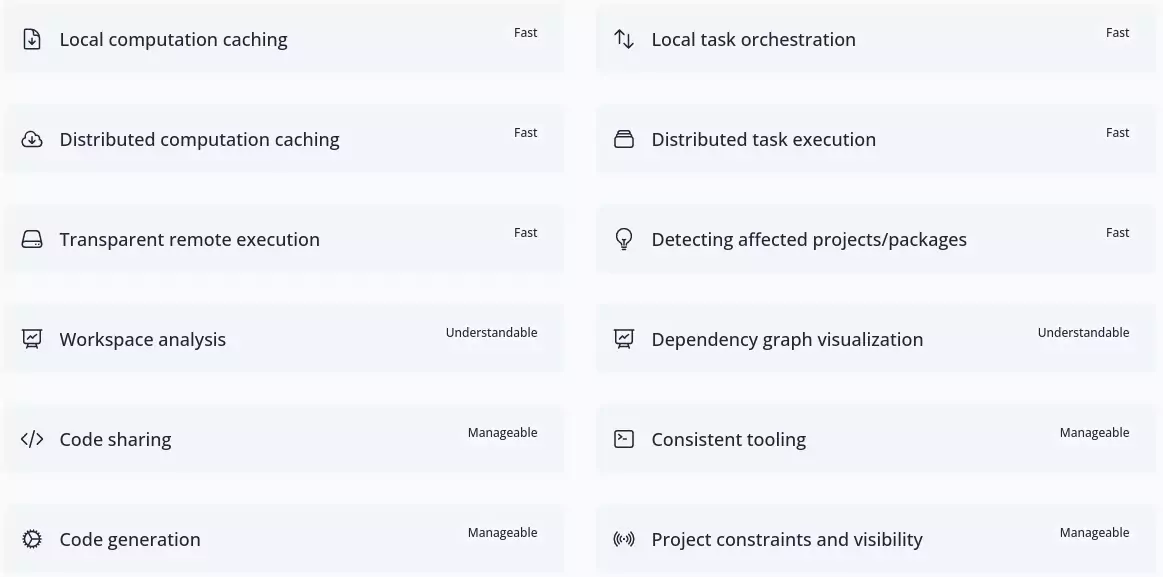 Local computation caching
Fast
Local task orchestration
Fast
Distributed computation caching
Fast
Distributed task execution
Fast
Transparent remote execution
Fast
Detecting affected projects/packages
Fast
Workspace analysis
Understandable
Dependency graph visualization
Understandable
Code sharing
Manageable
Consistent tooling
Manageable
Code generation
Manageable
Project constraints and visibility
Manageable